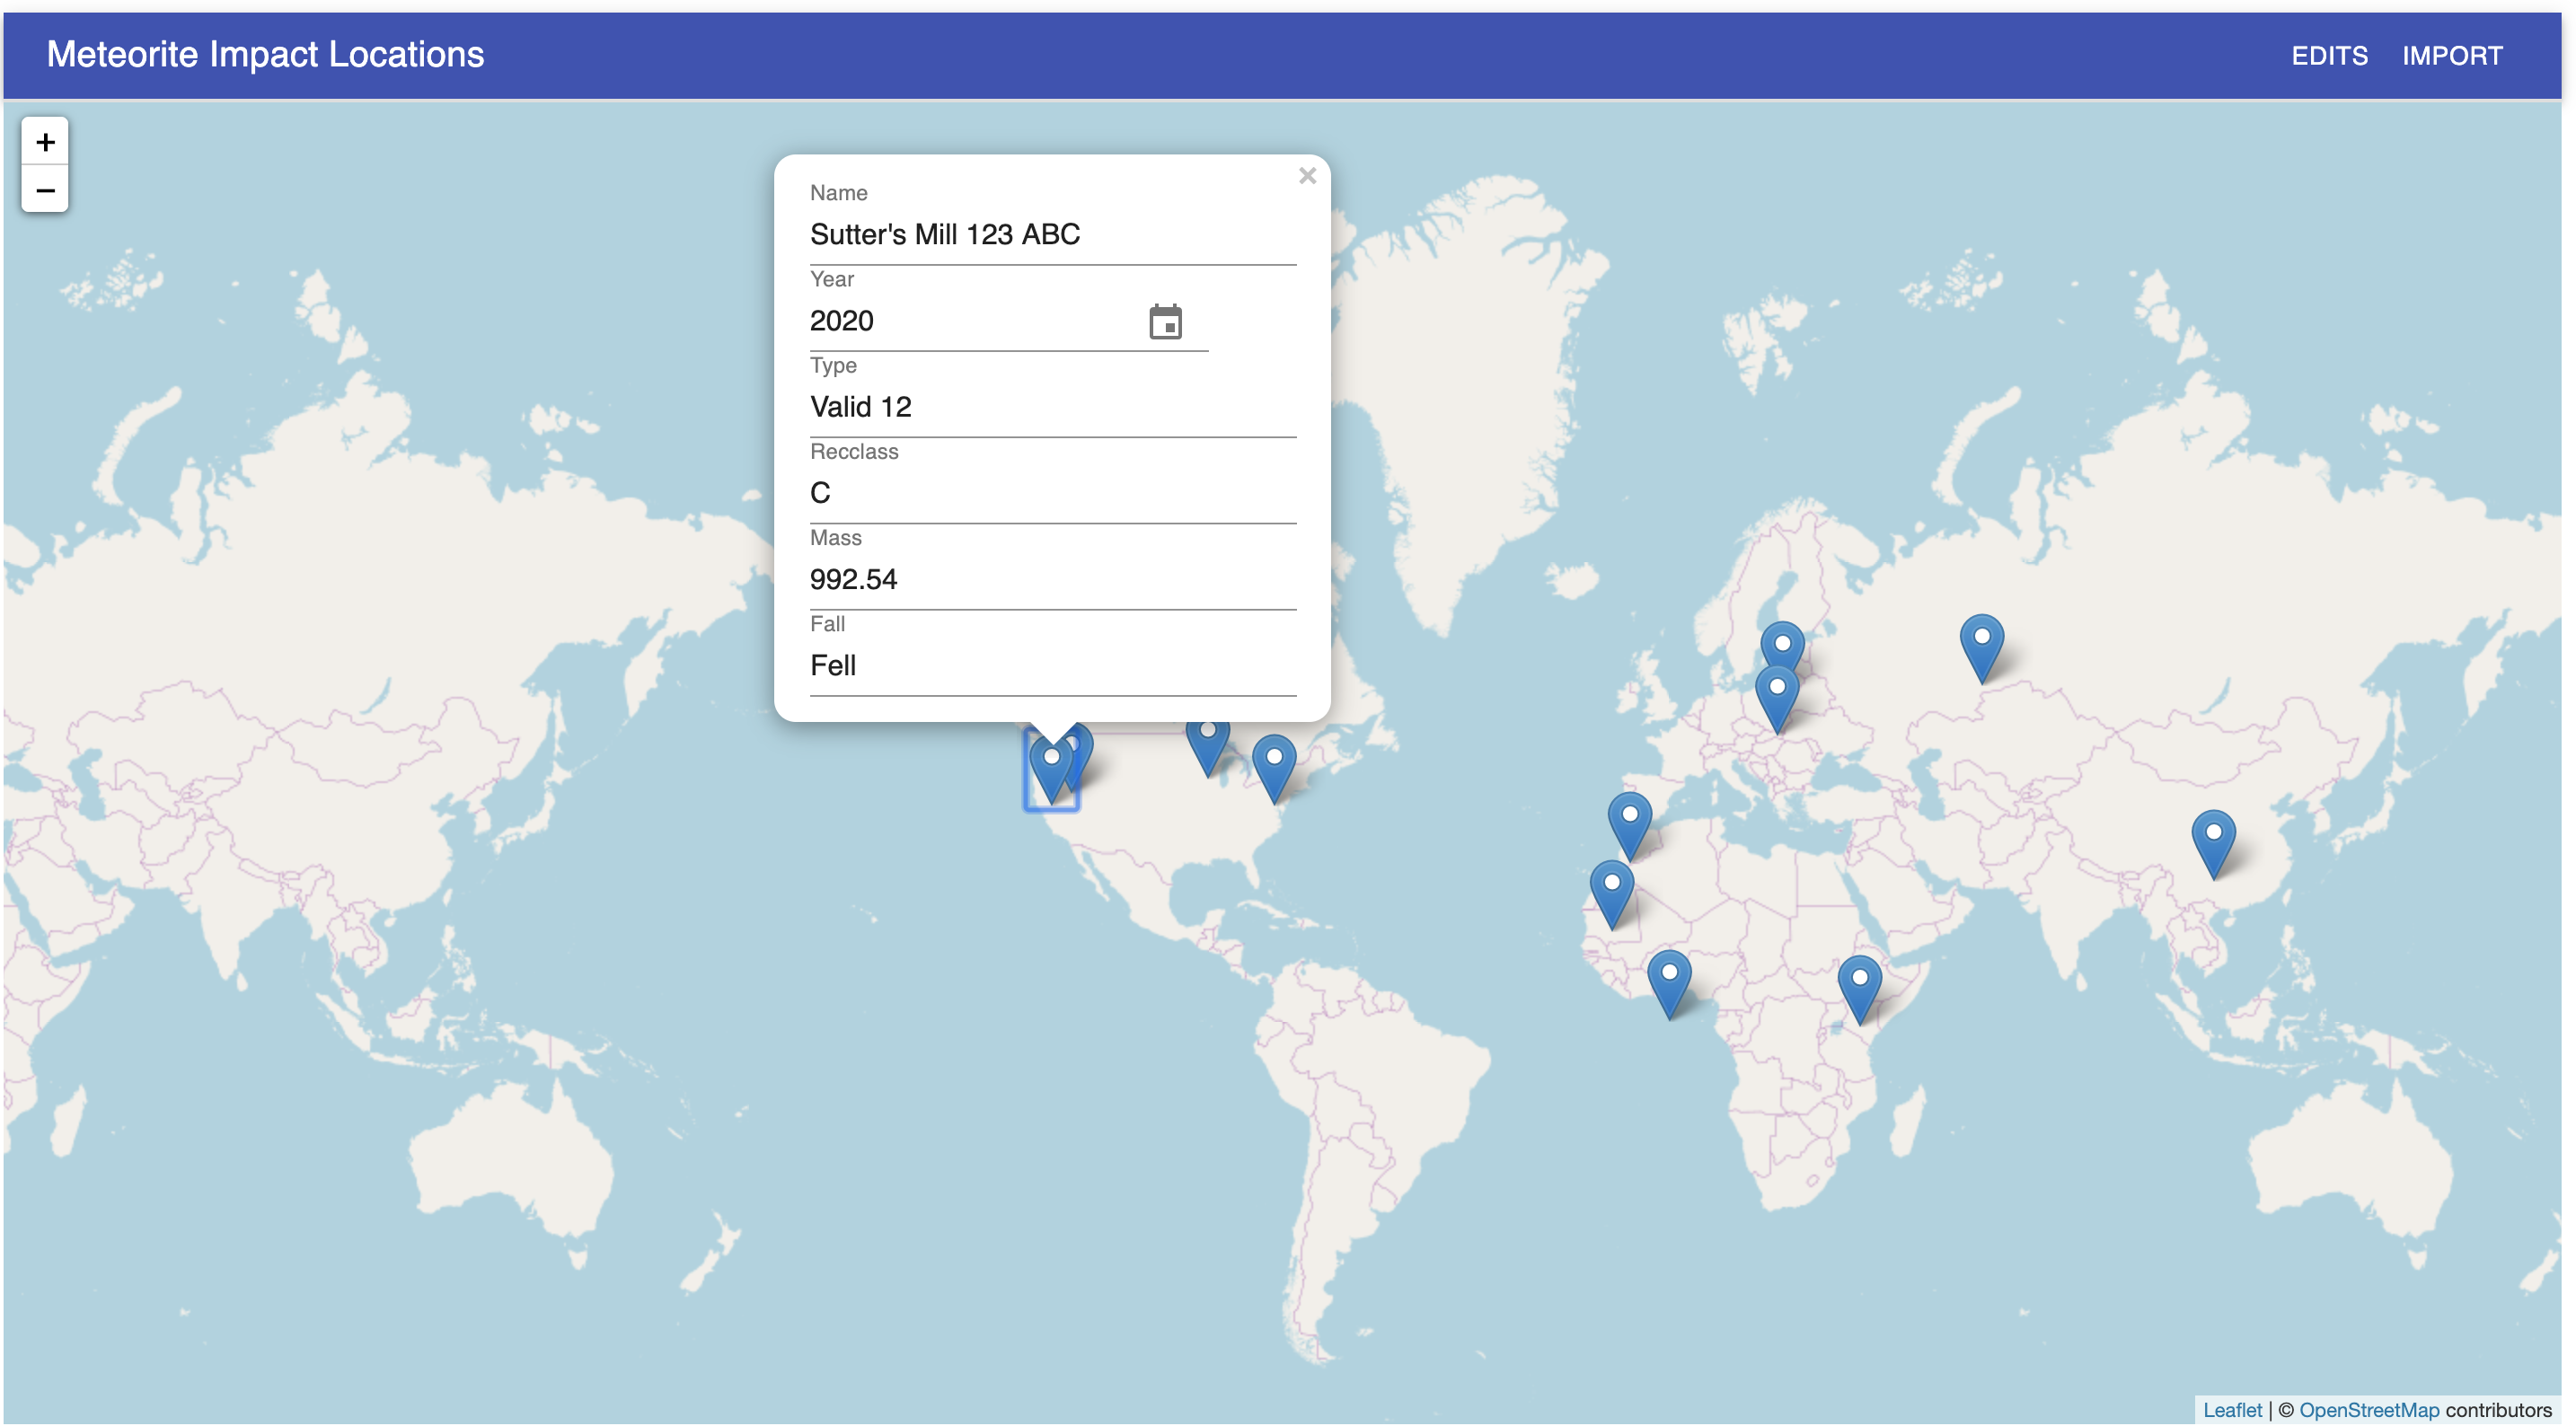 Meteorite Impact Locations
EDITS IMPORT
+
−
×
Name
Sutter's Mill 123 ABC
Year
2020
Type
Valid 12
Recclass
C
Mass
992.54
Fall
Fell
Leaflet | © OpenStreetMap contributors